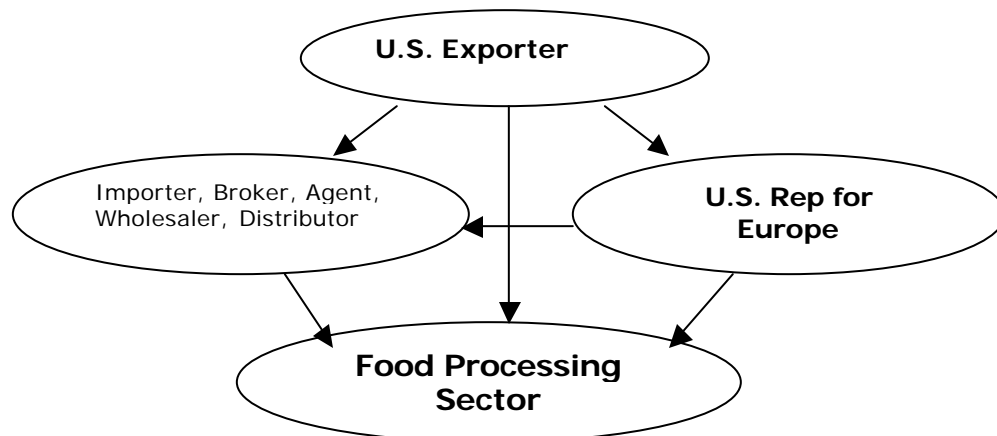 U.S. Exporter
Importer, Broker, Agent,
Wholesaler, Distributor
U.S. Rep for
Europe
Food Processing
Sector